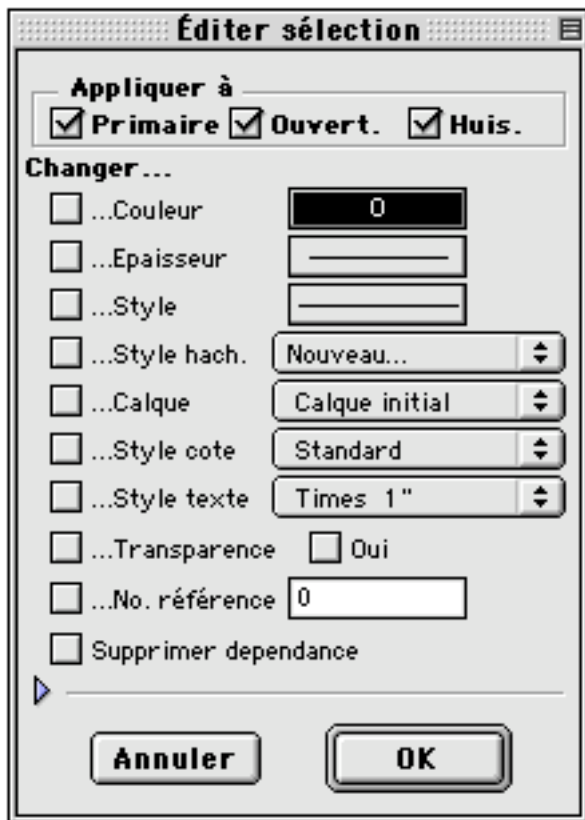 Éditer sélection
Appliquer à
Primaire Ouvert. Huis.
Changer...
...Couleur 0
...Epaisseur
...Style
...Style hach. Nouveau...
...Calque Calque initial
...Style cote Standard
...Style texte Times 1"
...Transparence Oui
...No. référence 0
Supprimer dependance
Annuler OK